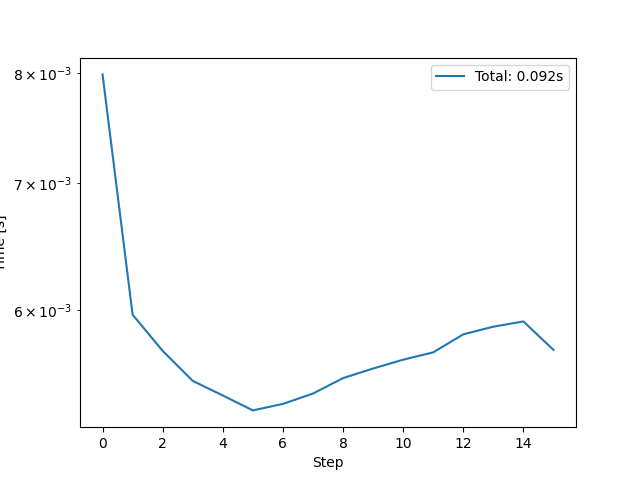 Total: 0.092s
8 × 10⁻³
7 × 10⁻³
6 × 10⁻³
[s]
0 2 4 6 8 10 12 14
Step